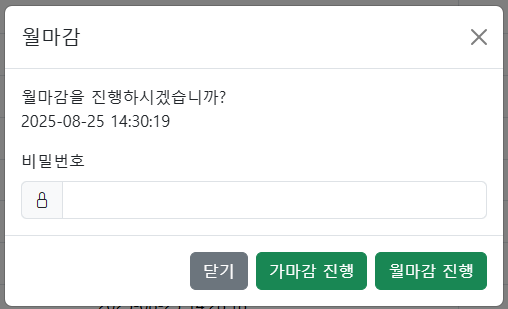 월마감
월마감을 진행하시겠습니까?
2025-08-25 14:30:19
비밀번호
닫기 가마감 진행 월마감 진행